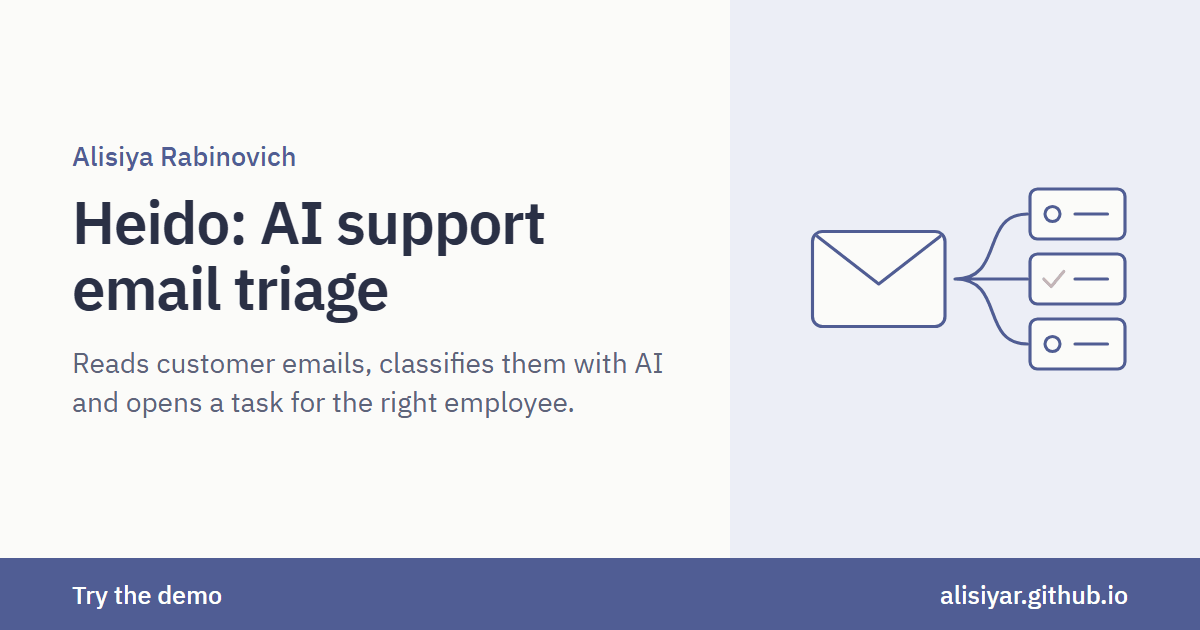 Alisiya Rabinovich
Heido: AI support
email triage
Reads customer emails, classifies them with AI
and opens a task for the right employee.
Try the demo
alisiyar.github.io